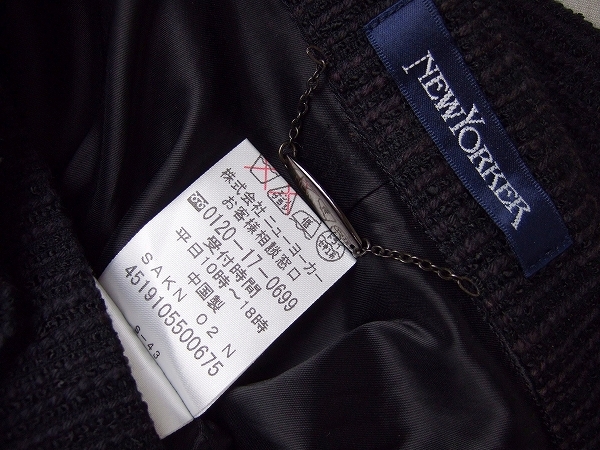 NEWYORKER
株式会社ニューヨーカー
お客様相談窓口
0120-17-0699
受付時間
平日10時～18時
中国製
SAKN 02 N
4519105500675
9-43